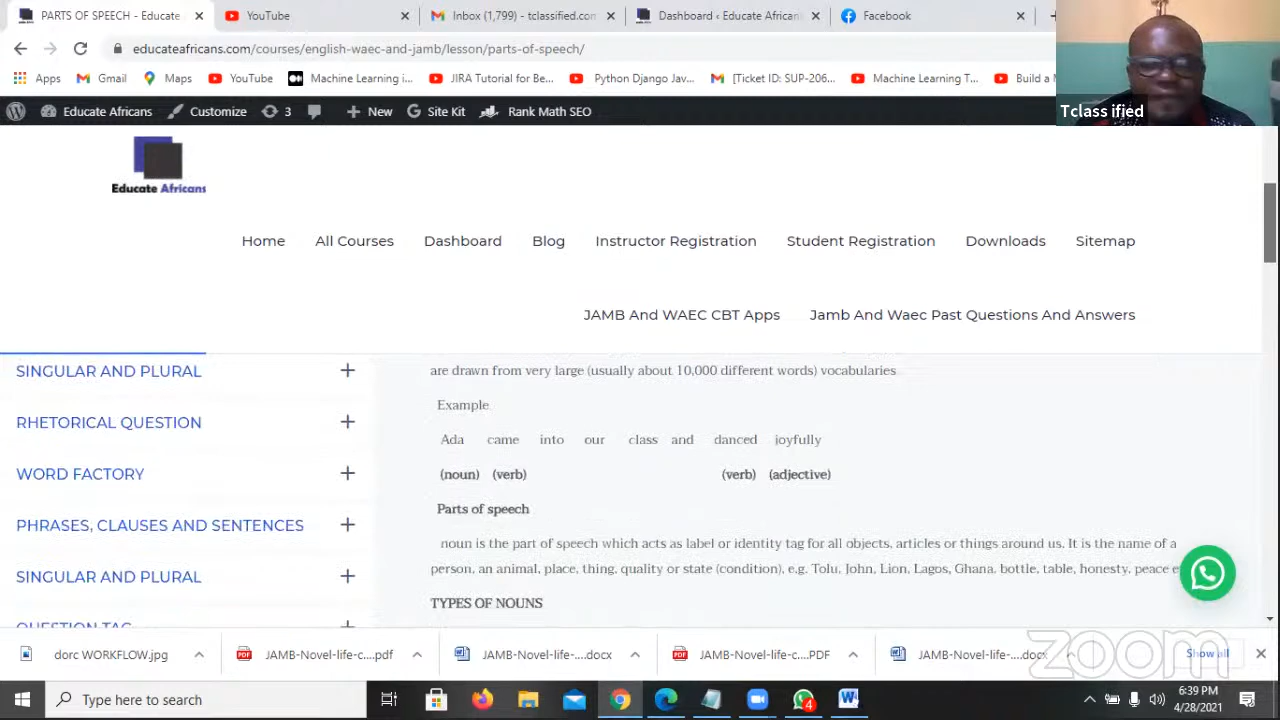 PARTS OF SPEECH - Educate
YouTube
Inbox (1,799) - tclassified.com
Dashboard ‹ Educate African
Facebook
educateafricans.com/courses/english-waec-and-jamb/lesson/parts-of-speech/
Apps Gmail Maps YouTube Machine Learning i... JIRA Tutorial for Be... Python Django Jav... [Ticket ID: SUP-206... Machine Learning T... Build a M
Educate Africans Customize 3 New Site Kit Rank Math SEO
Tclass ified
Educate Africans
Home All Courses Dashboard Blog Instructor Registration Student Registration Downloads Sitemap
JAMB And WAEC CBT Apps Jamb And Waec Past Questions And Answers
SINGULAR AND PLURAL
RHETORICAL QUESTION
WORD FACTORY
PHRASES, CLAUSES AND SENTENCES
SINGULAR AND PLURAL
QUESTION TAG
are drawn from very large (usually about 10,000 different words) vocabularies
Example
Ada came into our class and danced joyfully
(noun) (verb) (verb) (adjective)
Parts of speech
noun is the part of speech which acts as label or identity tag for all objects, articles or things around us. It is the name of a
person, an animal, place, thing, quality or state (condition), e.g. Tolu, John, Lion, Lagos, Ghana, bottle, table, honesty, peace
TYPES OF NOUNS
zoom
dorc WORKFLOW.jpg JAMB-Novel-life-c....pdf JAMB-Novel-life-....docx JAMB-Novel-life-c....PDF JAMB-Novel-life-....docx Show all
Type here to search
4
6:39 PM
4/28/2021